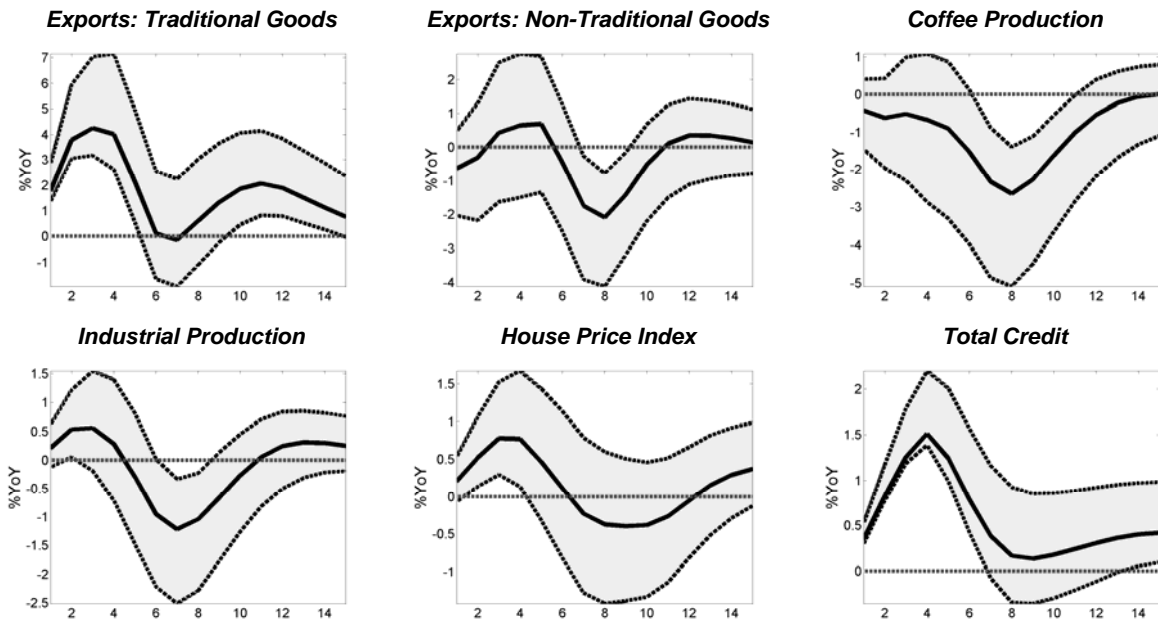 Exports: Traditional Goods
7
6
5
4
3
2
1
0
-1
%YoY
2 4 6 8 10 12 14
Exports: Non-Traditional Goods
2
1
0
-1
-2
-3
-4
%YoY
2 4 6 8 10 12 14
Coffee Production
1
0
-1
-2
-3
-4
-5
%YoY
2 4 6 8 10 12 14
Industrial Production
1.5
1
0.5
0
-0.5
-1
-1.5
-2
-2.5
%YoY
2 4 6 8 10 12 14
House Price Index
1.5
1
0.5
0
-0.5
-1
%YoY
2 4 6 8 10 12 14
Total Credit
2
1.5
1
0.5
0
%YoY
2 4 6 8 10 12 14